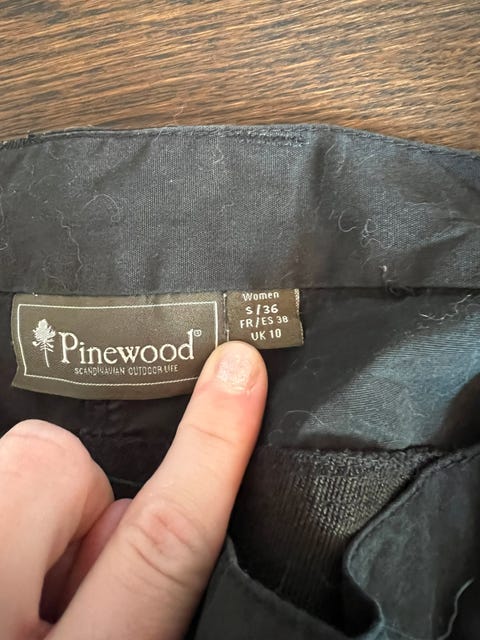 Pinewood®
SCANDINAVIAN OUTDOOR LIFE
Women
S/36
FR/ES 38
UK 10